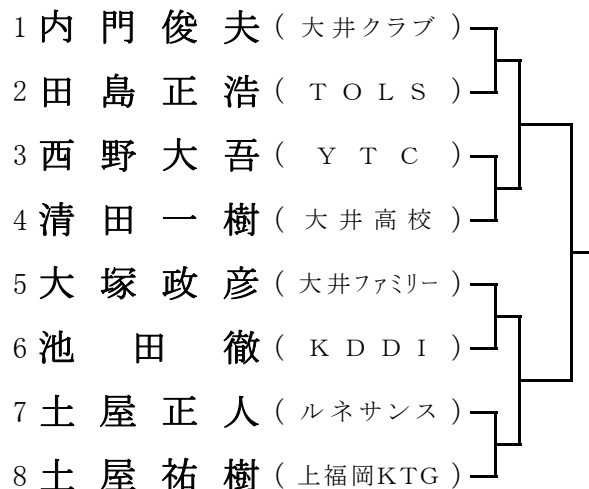 1 内門俊夫 ( 大井クラブ )
2 田島正浩 ( TOLS )
3 西野大吾 ( YTC )
4 清田一樹 ( 大井高校 )
5 大塚政彦 ( 大井ファミリー )
6 池田徹 ( KDDI )
7 土屋正人 ( ルネサンス )
8 土屋祐樹 ( 上福岡KTG )